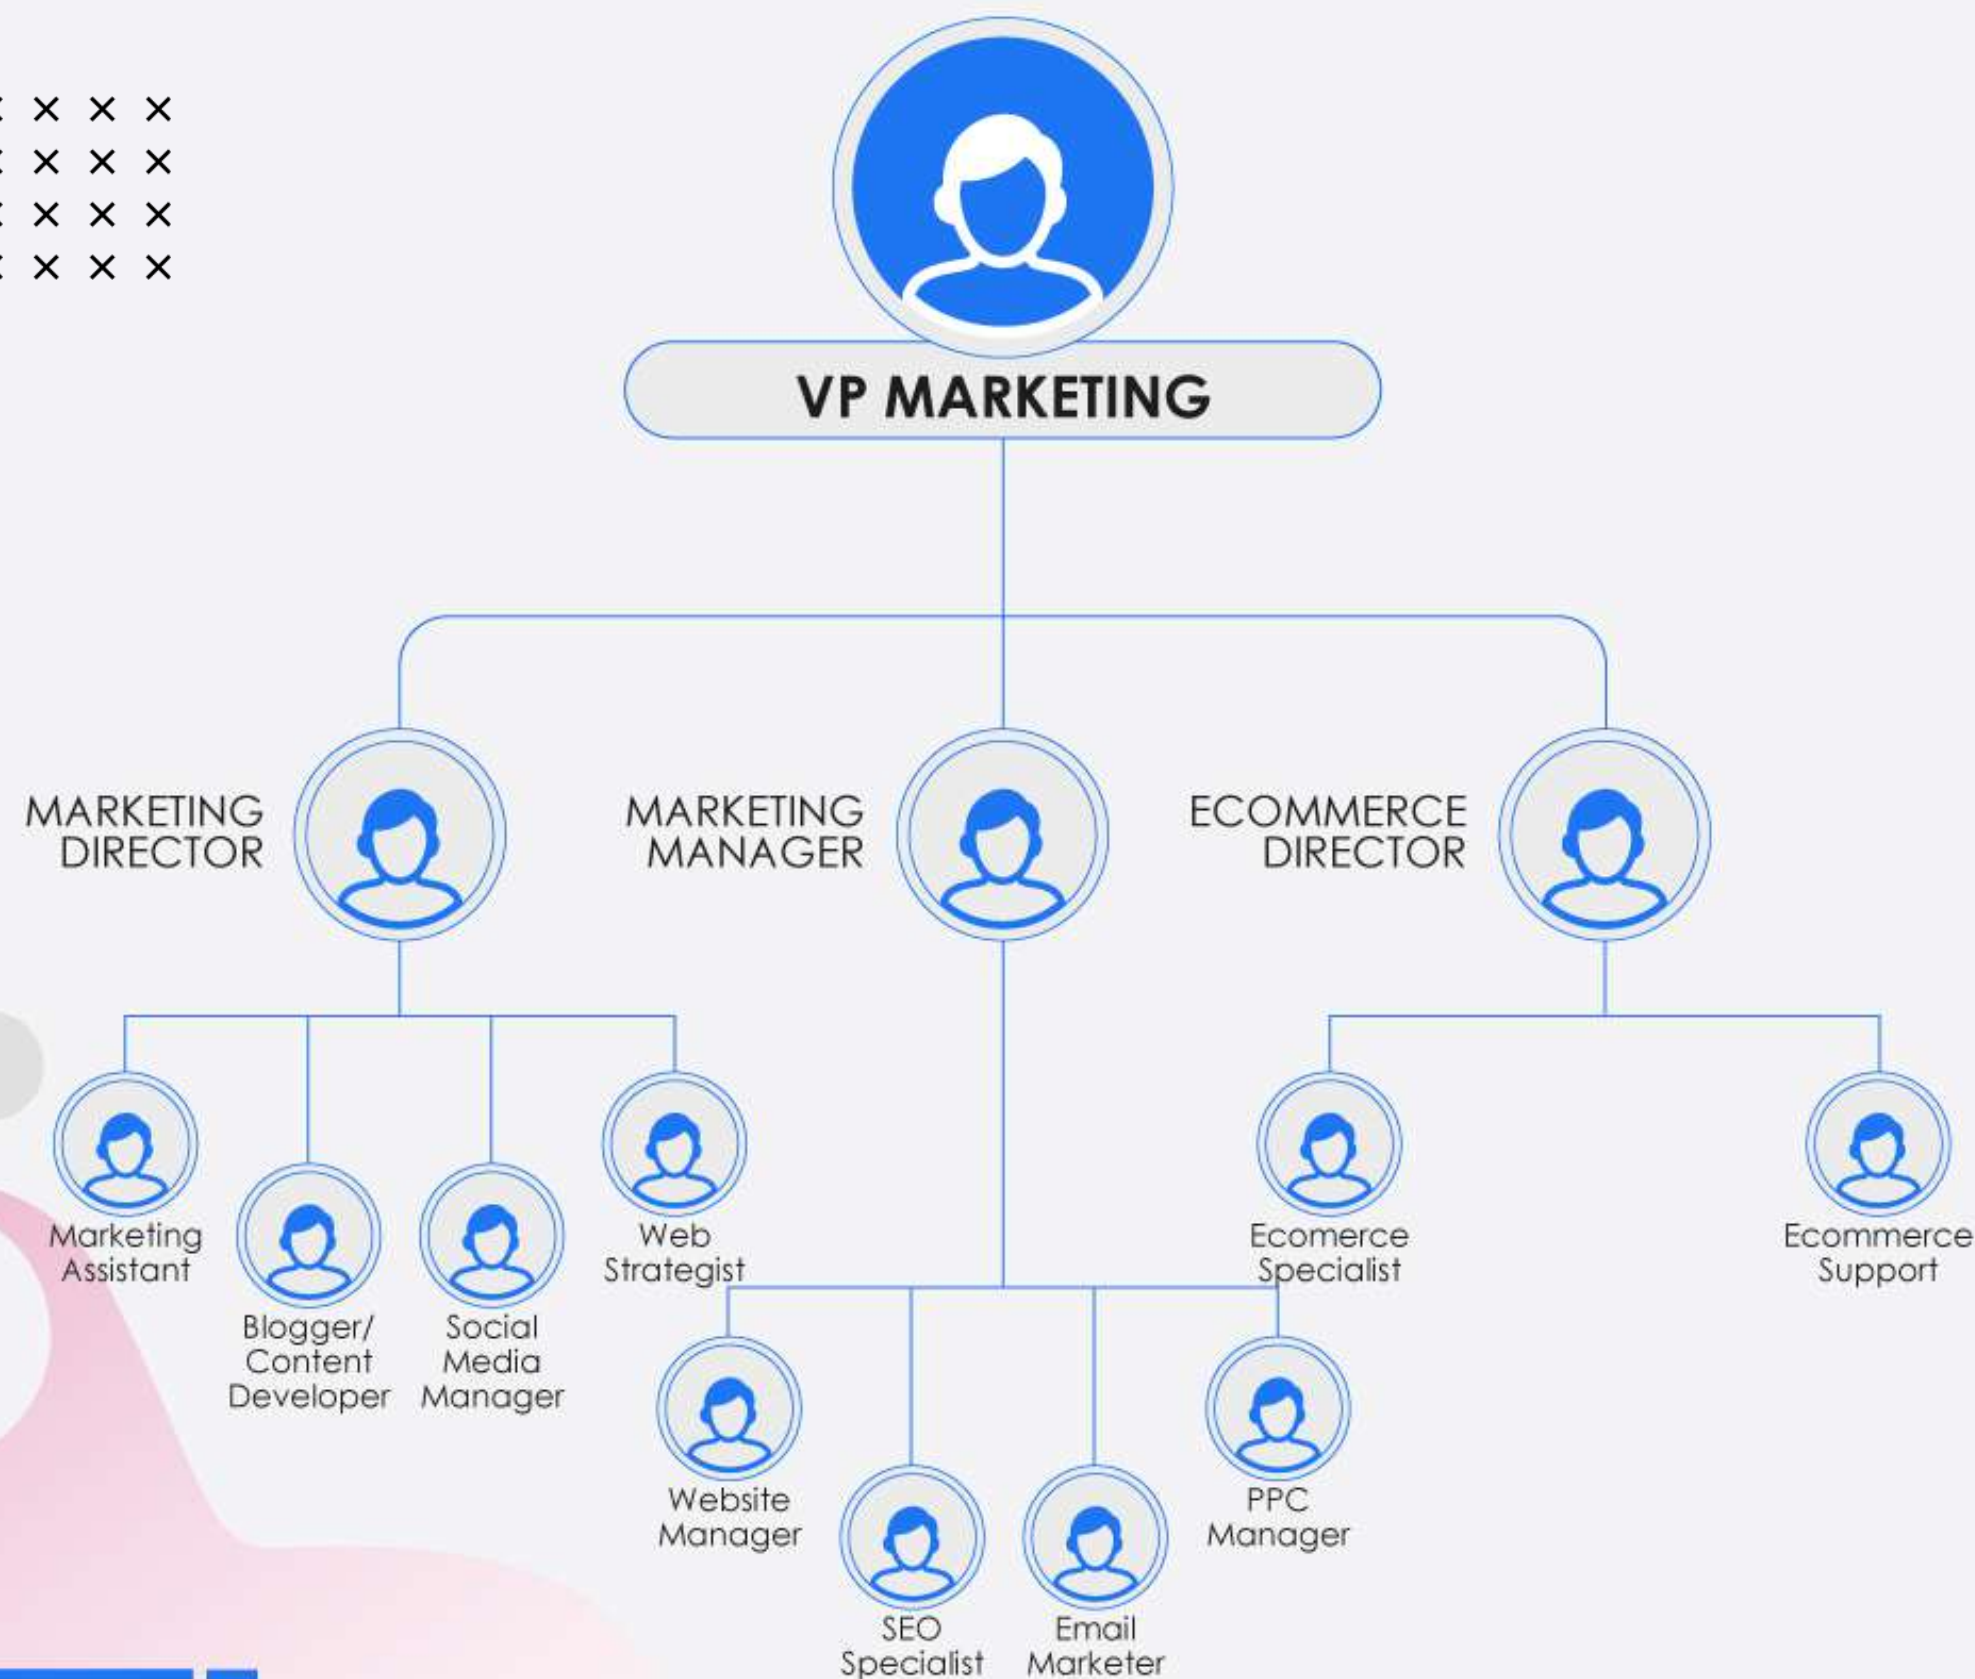 VP MARKETING
MARKETING
DIRECTOR
MARKETING
MANAGER
ECOMMERCE
DIRECTOR
Marketing
Assistant
Blogger/
Content
Developer
Social
Media
Manager
Web
Strategist
Website
Manager
SEO
Specialist
Email
Marketer
PPC
Manager
Ecomerce
Specialist
Ecommerce
Support